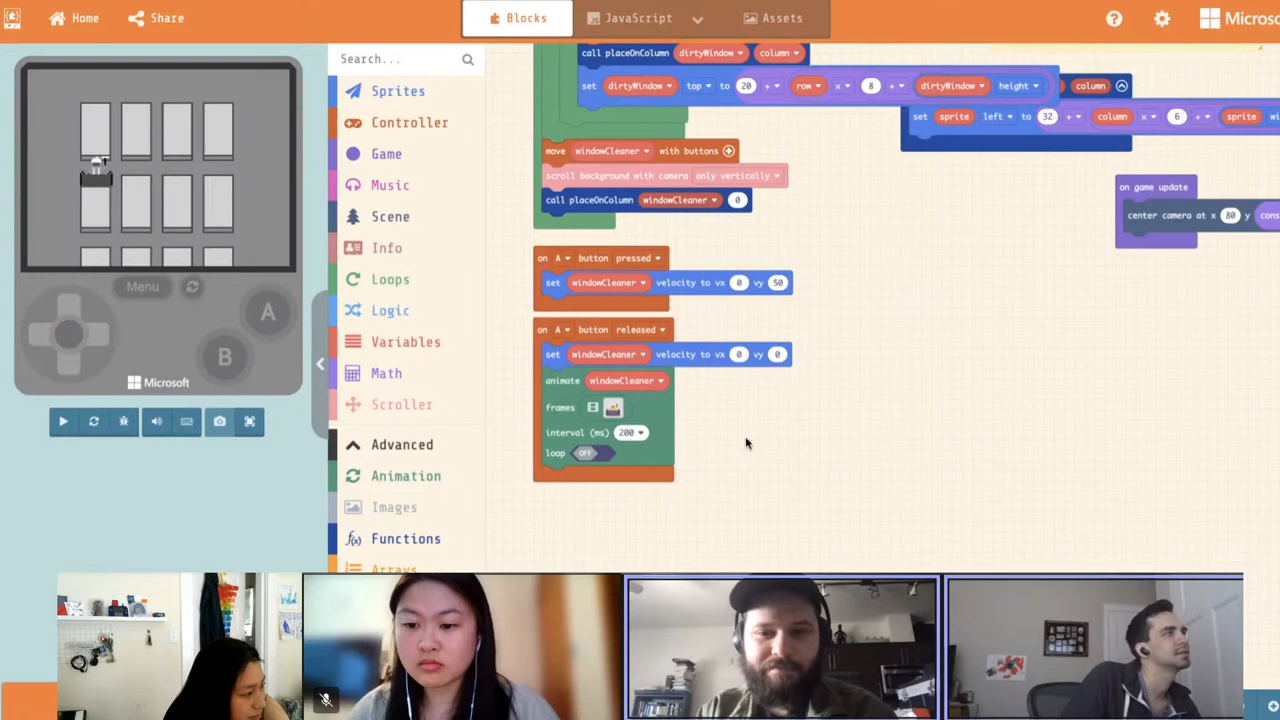 Home
Share
Blocks
JavaScript
Assets
Microso
Menu
A
B
Microsoft
Search...
Sprites
Controller
Game
Music
Scene
Info
Loops
Logic
Variables
Math
Scroller
Advanced
Animation
Images
Functions
Arrays
call placeOnColumn dirtyWindow column
set dirtyWindow top to 20 + row × 8 + dirtyWindow height
column
set sprite left to 32 + column × 6 + sprite wi
move windowCleaner with buttons
scroll background with camera only vertically
call placeOnColumn windowCleaner 0
on game update
center camera at x 80 y cons
on A button pressed
set windowCleaner velocity to vx 0 vy 50
on A button released
set windowCleaner velocity to vx 0 vy 0
animate windowCleaner
frames
interval (ms) 200
loop OFF